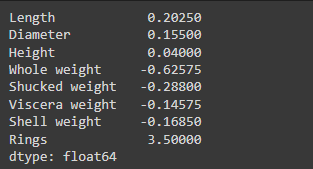 Length 0.20250
Diameter 0.15500
Height 0.04000
Whole weight -0.62575
Shucked weight -0.28800
Viscera weight -0.14575
Shell weight -0.16850
Rings 3.50000
dtype: float64